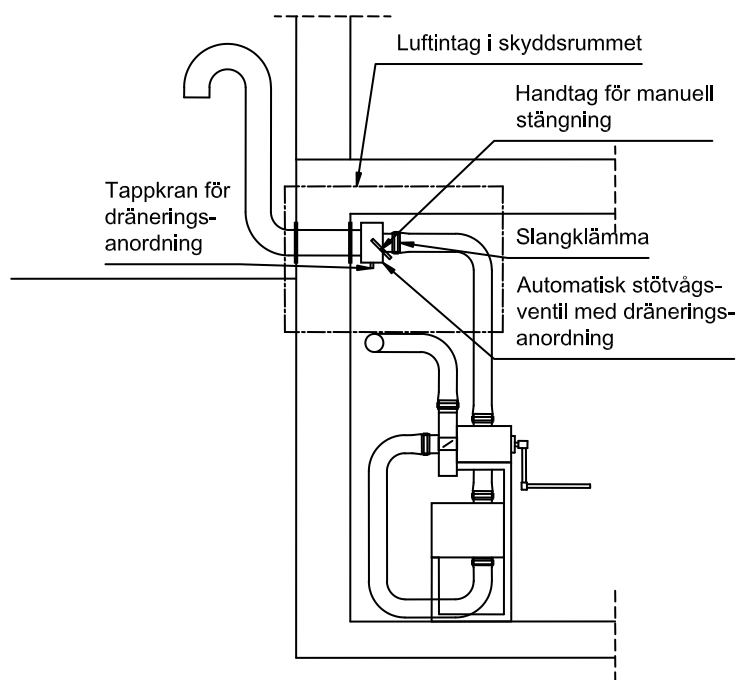 Luftintag i skyddsrummet
Handtag för manuell
stängning
Tappkran för
dränerings-
anordning
Slangklämma
Automatisk stötvågs-
ventil med dränerings-
anordning